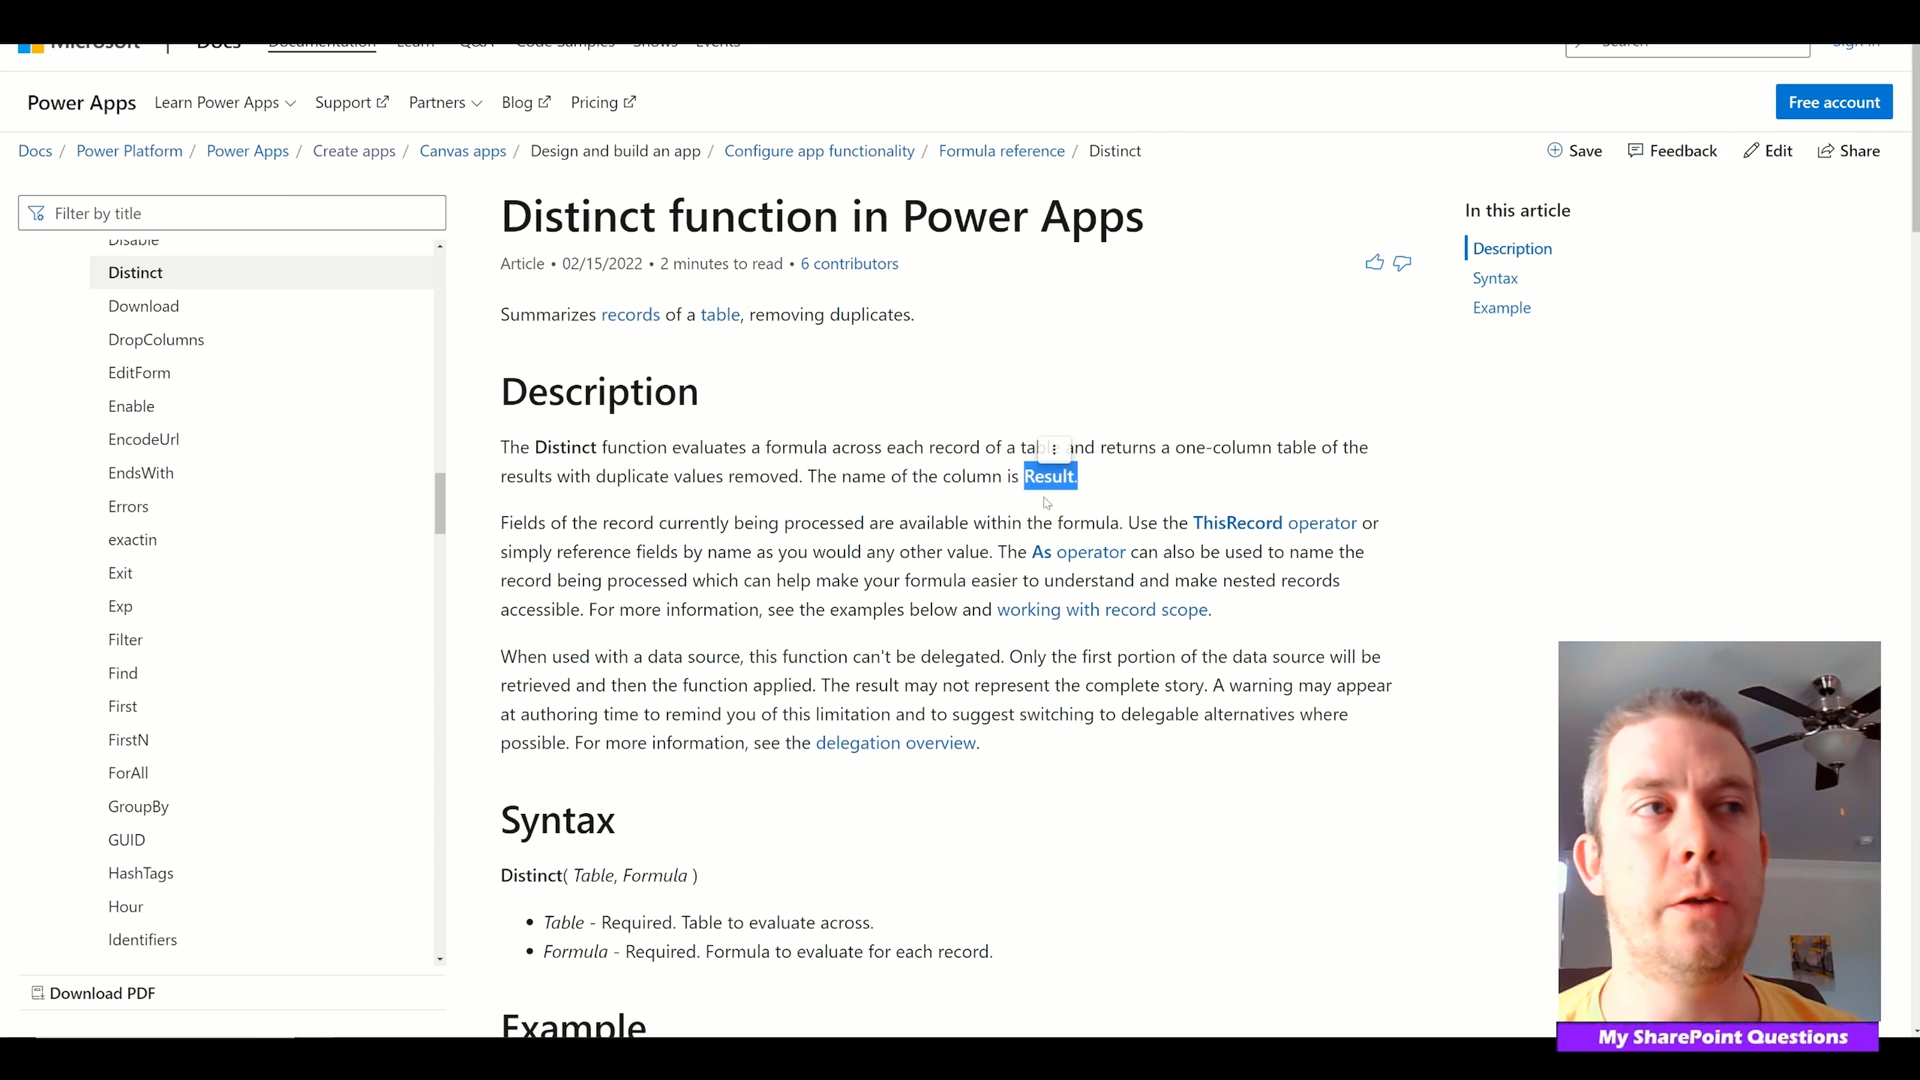 Microsoft | Docs Documentation Learn Q&A Code Samples Shows Events Search Sign in
Power Apps Learn Power Apps Support Partners Blog Pricing Free account
Docs / Power Platform / Power Apps / Create apps / Canvas apps / Design and build an app / Configure app functionality / Formula reference / Distinct
Save Feedback Edit Share
Filter by title
Disable
Distinct
Download
DropColumns
EditForm
Enable
EncodeUrl
EndsWith
Errors
exactin
Exit
Exp
Filter
Find
First
FirstN
ForAll
GroupBy
GUID
HashTags
Hour
Identifiers
Download PDF
Distinct function in Power Apps
Article • 02/15/2022 • 2 minutes to read • 6 contributors
Summarizes records of a table, removing duplicates.
Description
The Distinct function evaluates a formula across each record of a table and returns a one-column table of the
results with duplicate values removed. The name of the column is Result.
Fields of the record currently being processed are available within the formula. Use the ThisRecord operator or
simply reference fields by name as you would any other value. The As operator can also be used to name the
record being processed which can help make your formula easier to understand and make nested records
accessible. For more information, see the examples below and working with record scope.
When used with a data source, this function can't be delegated. Only the first portion of the data source will be
retrieved and then the function applied. The result may not represent the complete story. A warning may appear
at authoring time to remind you of this limitation and to suggest switching to delegable alternatives where
possible. For more information, see the delegation overview.
Syntax
Distinct( Table, Formula )
• Table - Required. Table to evaluate across.
• Formula - Required. Formula to evaluate for each record.
Example
In this article
Description
Syntax
Example
My SharePoint Questions